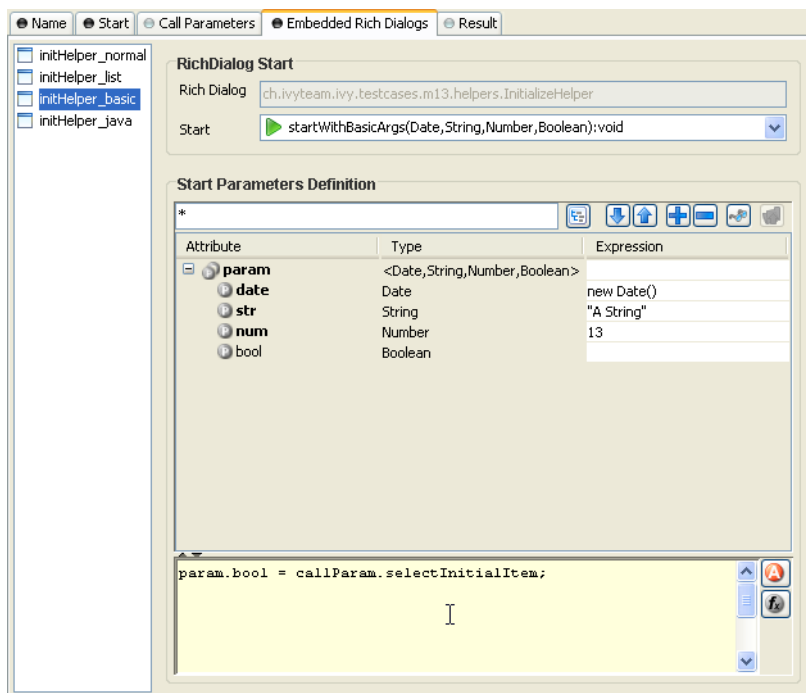 Name Start Call Parameters Embedded Rich Dialogs Result
initHelper_normal
initHelper_list
initHelper_basic
initHelper_java
RichDialog Start
Rich Dialog ch.ivyteam.ivy.testcases.m13.helpers.InitializeHelper
Start startWithBasicArgs(Date,String,Number,Boolean):void
Start Parameters Definition
*
Attribute Type Expression
param <Date,String,Number,Boolean>
date Date new Date()
str String "A String"
num Number 13
bool Boolean
param.bool = callParam.selectInitialItem;
A
fx